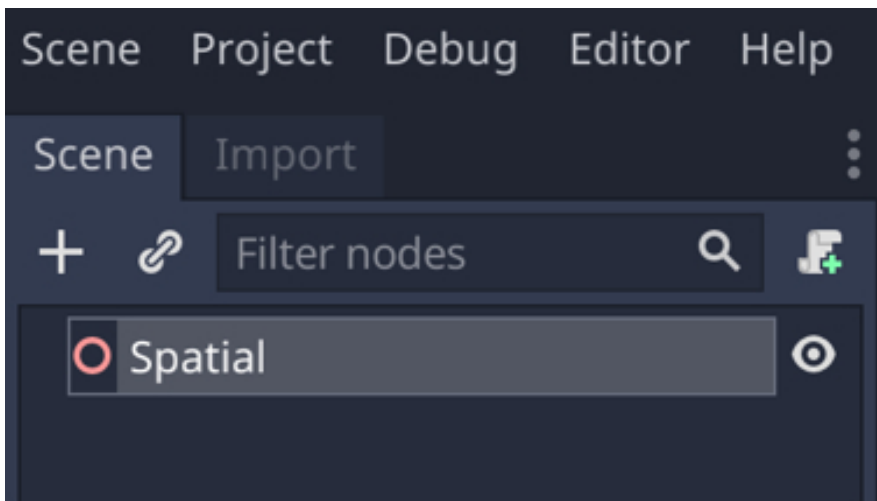 Scene Project Debug Editor Help
Scene Import
Filter nodes
Spatial